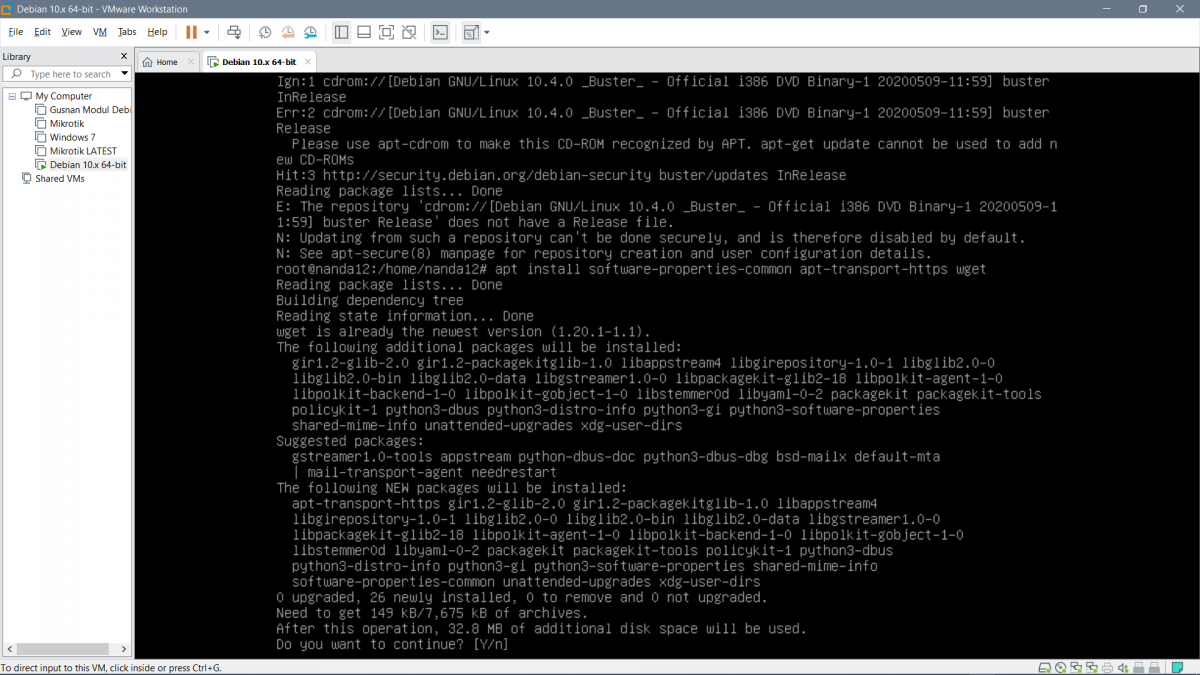 Debian 10.x 64-bit - VMware Workstation
File Edit View VM Tabs Help
Library X
Type here to search
My Computer
Gusnan Modul Debi
Mikrotik
Windows 7
Mikrotik LATEST
Debian 10.x 64-bit
Shared VMs
Home Debian 10.x 64-bit
Ign:1 cdrom://[Debian GNU/Linux 10.4.0 _Buster_ - Official i386 DVD Binary-1 20200509-11:59] buster
InRelease
Err:2 cdrom://[Debian GNU/Linux 10.4.0 _Buster_ - Official i386 DVD Binary-1 20200509-11:59] buster
Release
Please use apt-cdrom to make this CD-ROM recognized by APT. apt-get update cannot be used to add n
ew CD-ROMs
Hit:3 http://security.debian.org/debian-security buster/updates InRelease
Reading package lists... Done
E: The repository 'cdrom://[Debian GNU/Linux 10.4.0 _Buster_ - Official i386 DVD Binary-1 20200509-1
1:59] buster Release' does not have a Release file.
N: Updating from such a repository can't be done securely, and is therefore disabled by default.
N: See apt-secure(8) manpage for repository creation and user configuration details.
root@nanda12:/home/nanda12# apt install software-properties-common apt-transport-https wget
Reading package lists... Done
Building dependency tree
Reading state information... Done
wget is already the newest version (1.20.1-1.1).
The following additional packages will be installed:
gir1.2-glib-2.0 gir1.2-packagekitglib-1.0 libappstream4 libgirepository-1.0-1 libglib2.0-0
libglib2.0-bin libglib2.0-data libgstreamer1.0-0 libpackagekit-glib2-18 libpolkit-agent-1-0
libpolkit-backend-1-0 libpolkit-gobject-1-0 libstemmer0d libyaml-0-2 packagekit packagekit-tools
policykit-1 python3-dbus python3-distro-info python3-gi python3-software-properties
shared-mime-info unattended-upgrades xdg-user-dirs
Suggested packages:
gstreamer1.0-tools appstream python-dbus-doc python3-dbus-dbg bsd-mailx default-mta
| mail-transport-agent needrestart
The following NEW packages will be installed:
apt-transport-https gir1.2-glib-2.0 gir1.2-packagekitglib-1.0 libappstream4
libgirepository-1.0-1 libglib2.0-0 libglib2.0-bin libglib2.0-data libgstreamer1.0-0
libpackagekit-glib2-18 libpolkit-agent-1-0 libpolkit-backend-1-0 libpolkit-gobject-1-0
libstemmer0d libyaml-0-2 packagekit packagekit-tools policykit-1 python3-dbus
python3-distro-info python3-gi python3-software-properties shared-mime-info
software-properties-common unattended-upgrades xdg-user-dirs
0 upgraded, 26 newly installed, 0 to remove and 0 not upgraded.
Need to get 149 kB/7,675 kB of archives.
After this operation, 32.8 MB of additional disk space will be used.
Do you want to continue? [Y/n]
To direct input to this VM, click inside or press Ctrl+G.